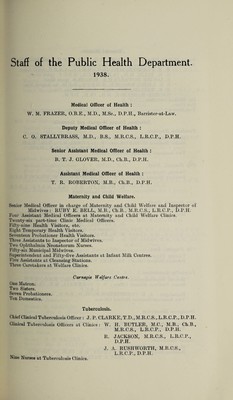 Staff of the Public Health Department.
1938.
Medical Officer of Health :
W. M. FRAZER, O.B.E., M.D., M.Sc., D.P.H., Barrister-at-Law.
Deputy Medical Officer of Health :
C. O. STALLYBRASS, M.D., B.S., M.R.C.S., L.R.C.P., D.P.H.
Senior Assistant Medical Officer of Health :
B. T. J. GLOVER, M.D., Ch.B., D.P.H.
Assistant Medical Officer of Health :
T. R. ROBERTON, M.B., Ch.B., D.P.H.
Maternity and Child Welfare.
Senior Medical Officer in charge of Maternity and Child Welfare and Inspector of
Midwives : RUBY E. BELL, M.B., Ch.B., M.R.C.S., L.R.C.P., D.P.H.
Four Assistant Medical Officers at Maternity and Child Welfare Clinics.
Twenty-six part-time Clinic Medical Officers.
Fifty-nine Health Visitors, etc.
Eight Temporary Health Visitors.
Seventeen Probationer Health Visitors.
Three Assistants to Inspector of Midwives.
Two Ophthalmia Neonatorum Nurses.
Fifty-six Municipal Midwives.
Superintendent and Fifty-five Assistants at Infant Milk Centres.
Five Assistants at Cleansing Stations.
Three Caretakers at Welfare Clinics.
Carnegie Welfare Centre.
One Matron.
Two Sisters.
Seven Probationers.
Ten Domestics.
Tuberculosis.
Chief Clinical Tuberculosis Officer : J. P. CLARKE, T.D., M.R.C.S., L.R.C.P., D.P.H.
Clinical Tuberculosis Officers at Clinics : W. H. BUTLER, M.C., M.B., Ch.B.,
M.R.C.S., L.R.C.P., D.P.H.
R. JACKSON, M.R.C.S., L.R.C.P.,
D.P.H.
J. A. RUSHWORTH, M.R.C.S.,
L.R.C.P., D.P.H.
Nine Nurses at Tuberculosis Clinics.